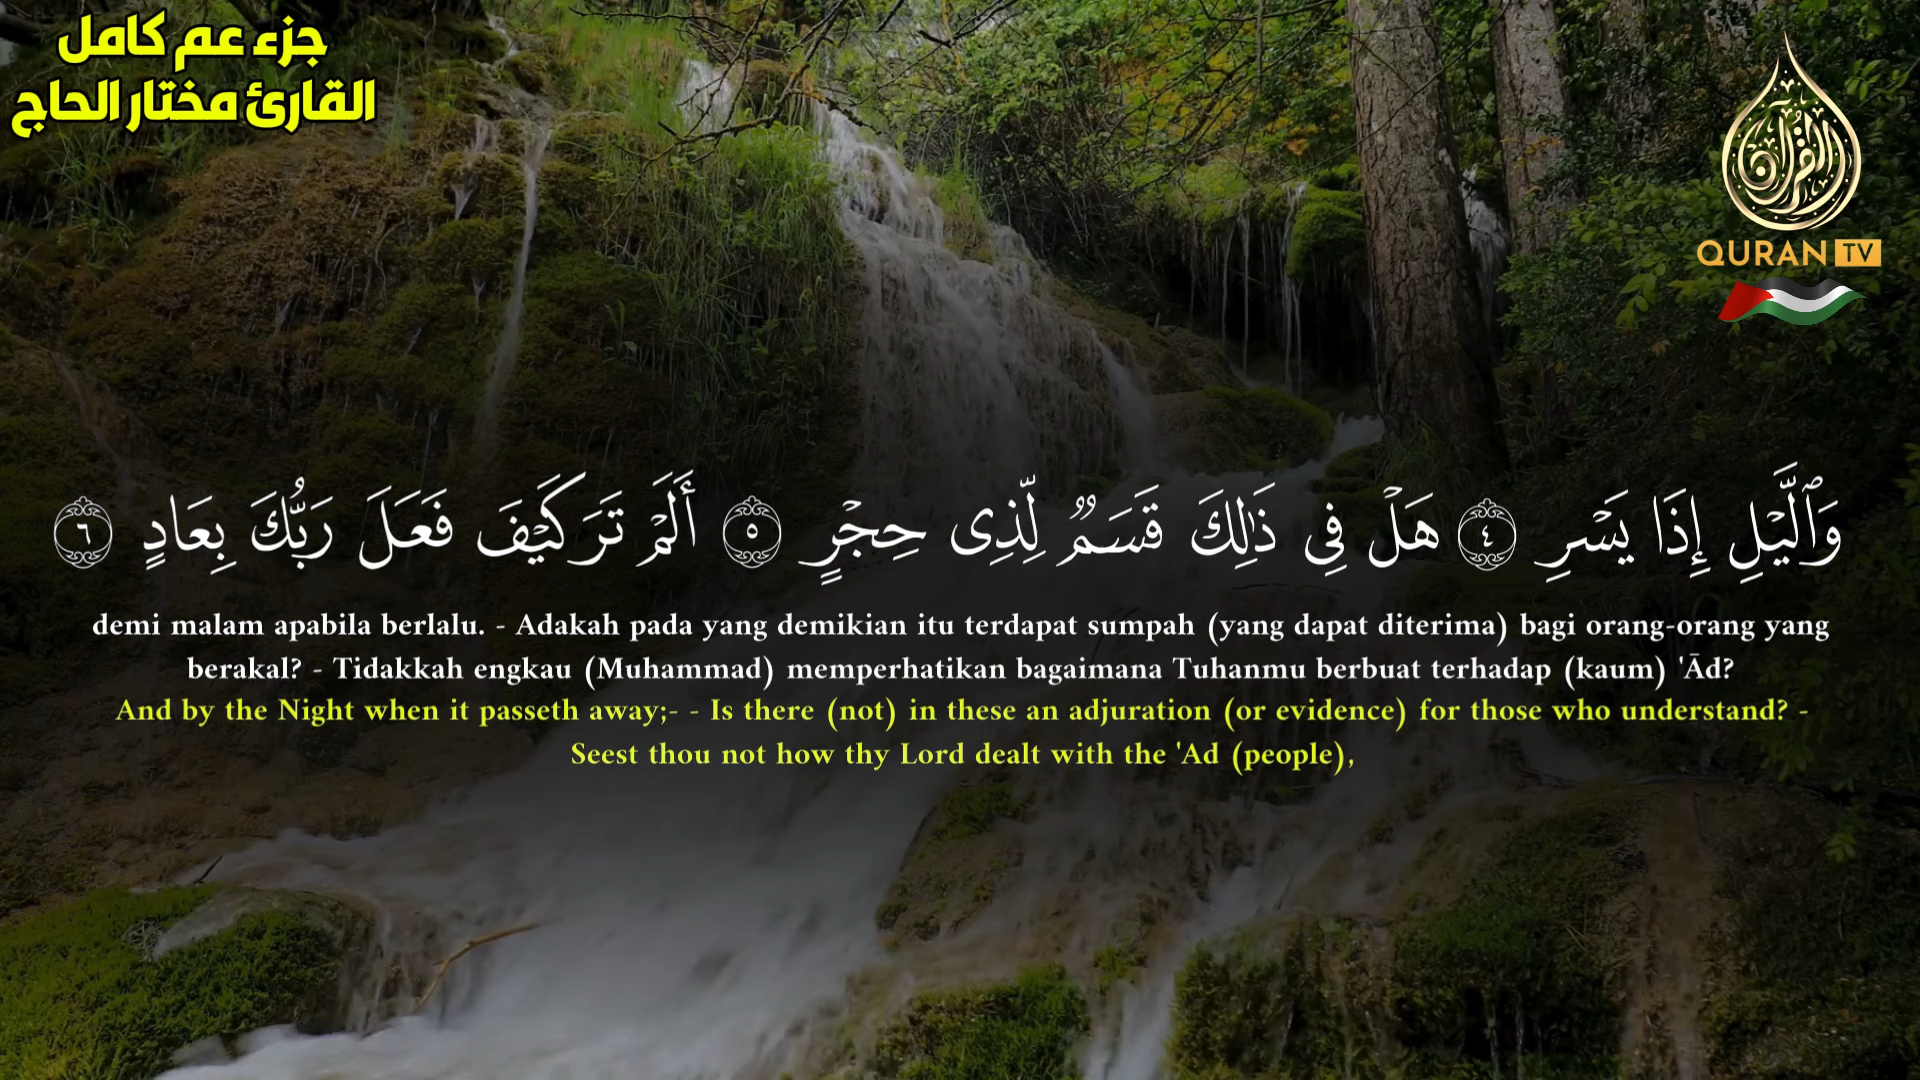 جزء عم كامل
القارئ مختار الحاج
القرآن
QURAN TV
وَٱلَّيْلِ إِذَا يَسْرِ ٤ هَلْ فِى ذَٰلِكَ قَسَمٌ لِّذِى حِجْرٍ ٥ أَلَمْ تَرَ كَيْفَ فَعَلَ رَبُّكَ بِعَادٍ ٦
demi malam apabila berlalu. - Adakah pada yang demikian itu terdapat sumpah (yang dapat diterima) bagi orang-orang yang
berakal? - Tidakkah engkau (Muhammad) memperhatikan bagaimana Tuhanmu berbuat terhadap (kaum) 'Ād?
And by the Night when it passeth away;- - Is there (not) in these an adjuration (or evidence) for those who understand? -
Seest thou not how thy Lord dealt with the 'Ad (people),